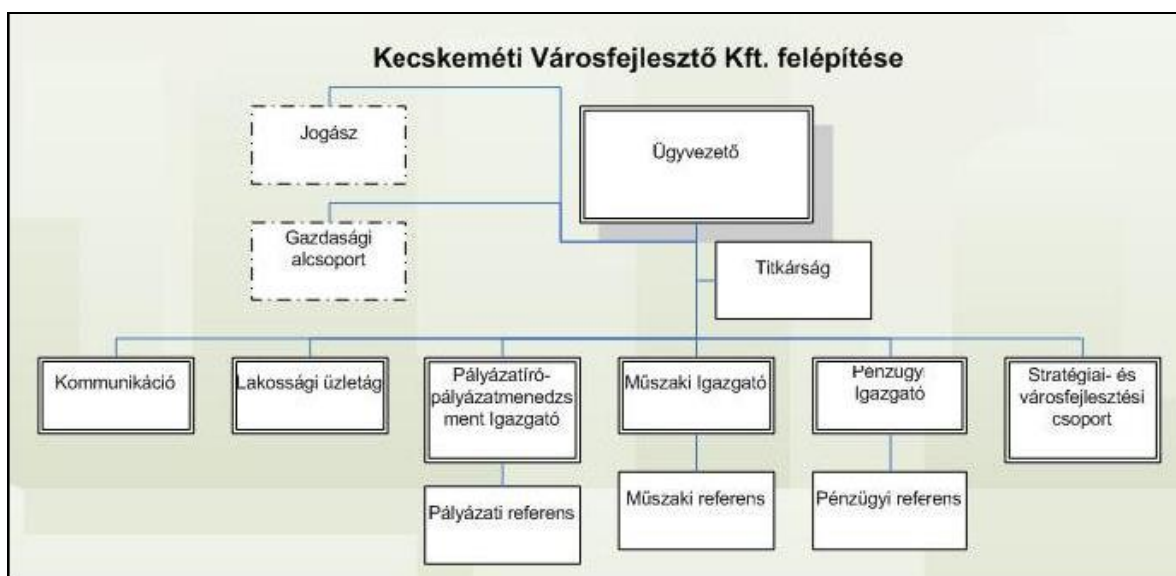 Kecskeméti Városfejlesztő Kft. felépítése
Jogász
Ügyvezető
Gazdasági
alcsoport
Titkárság
Kommunikáció
Lakossági üzletág
Pályázatíró-
pályázatmenedzs
ment Igazgató
Műszaki Igazgató
Pénzügyi
Igazgató
Stratégiai- és
városfejlesztési
csoport
Pályázati referens
Műszaki referens
Pénzügyi referens